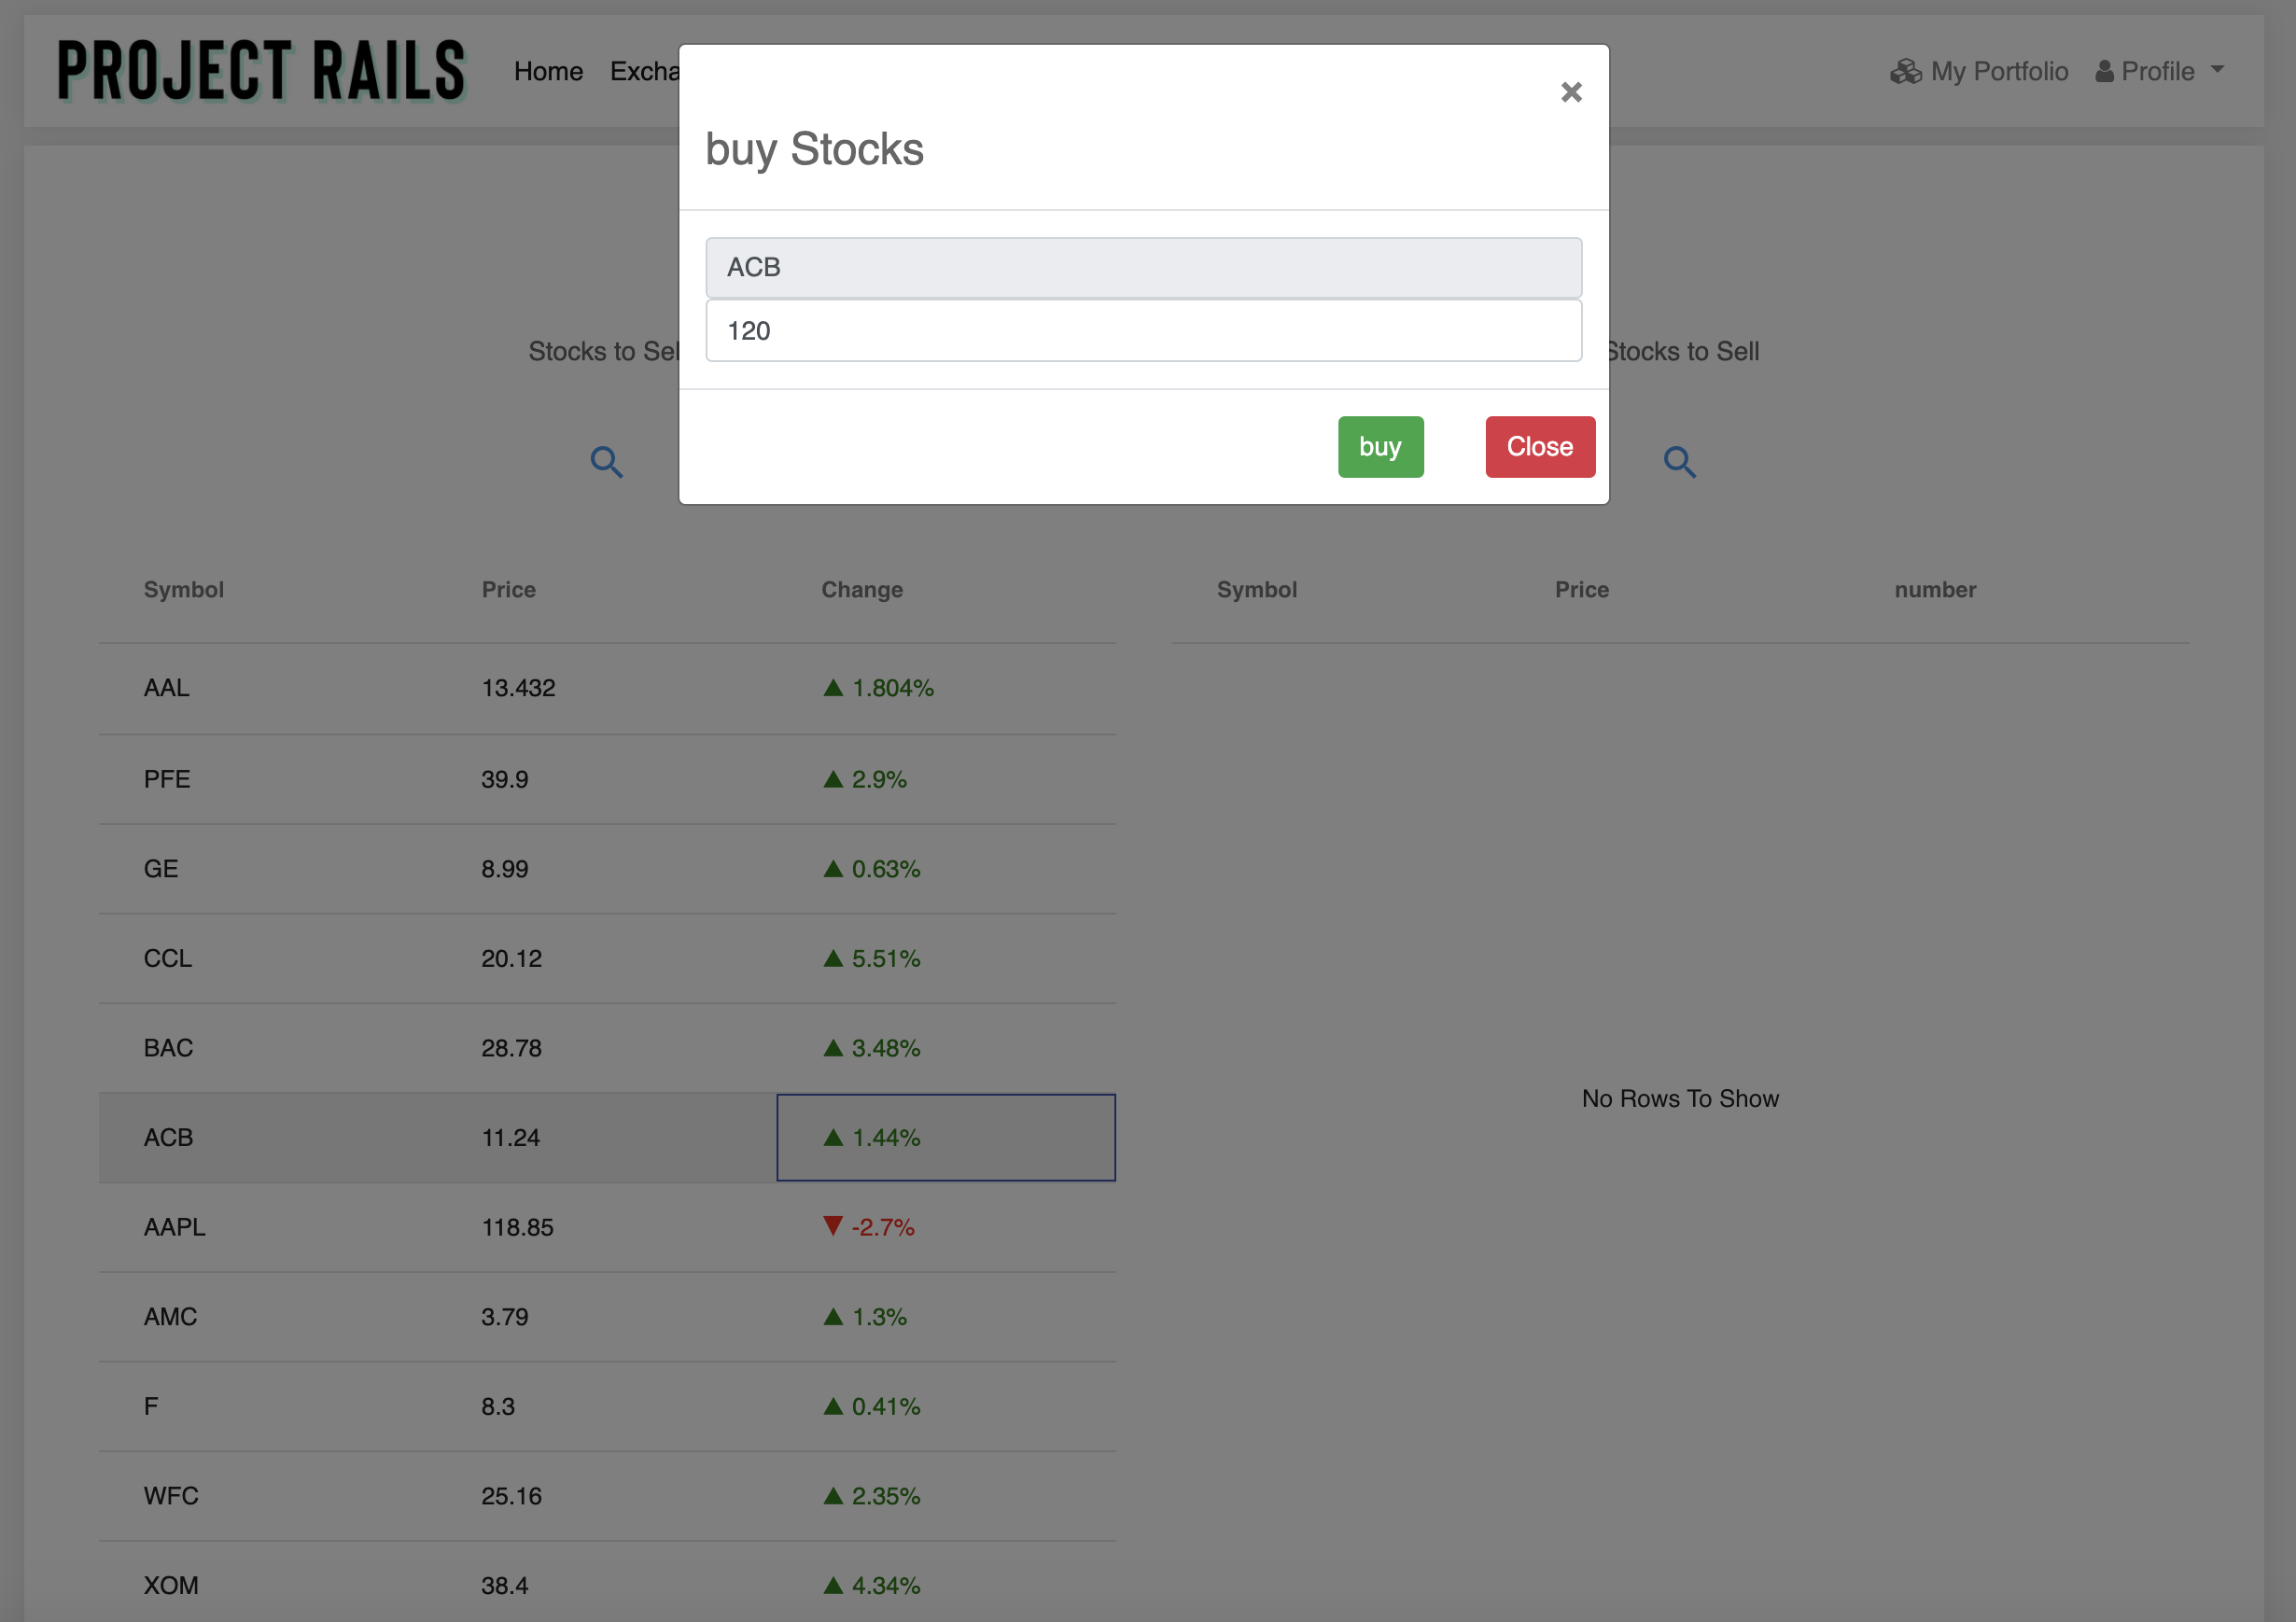 PROJECT RAILS Home Excha My Portfolio Profile
×
buy Stocks
ACB
120
buy Close
Stocks to Sel Stocks to Sell
Symbol Price Change Symbol Price number
AAL 13.432 ▲ 1.804%
PFE 39.9 ▲ 2.9%
GE 8.99 ▲ 0.63%
CCL 20.12 ▲ 5.51%
BAC 28.78 ▲ 3.48%
No Rows To Show
ACB 11.24 ▲ 1.44%
AAPL 118.85 ▼ -2.7%
AMC 3.79 ▲ 1.3%
F 8.3 ▲ 0.41%
WFC 25.16 ▲ 2.35%
XOM 38.4 ▲ 4.34%